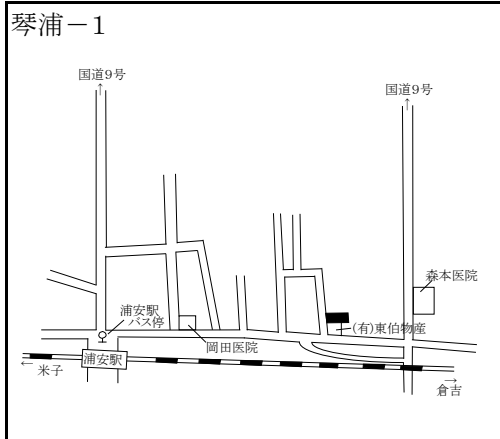 琴浦－1
国道9号
↑
国道9号
↑
森本医院
浦安駅
バス停
(有)東伯物産
岡田医院
浦安駅
←
米子
→
倉吉